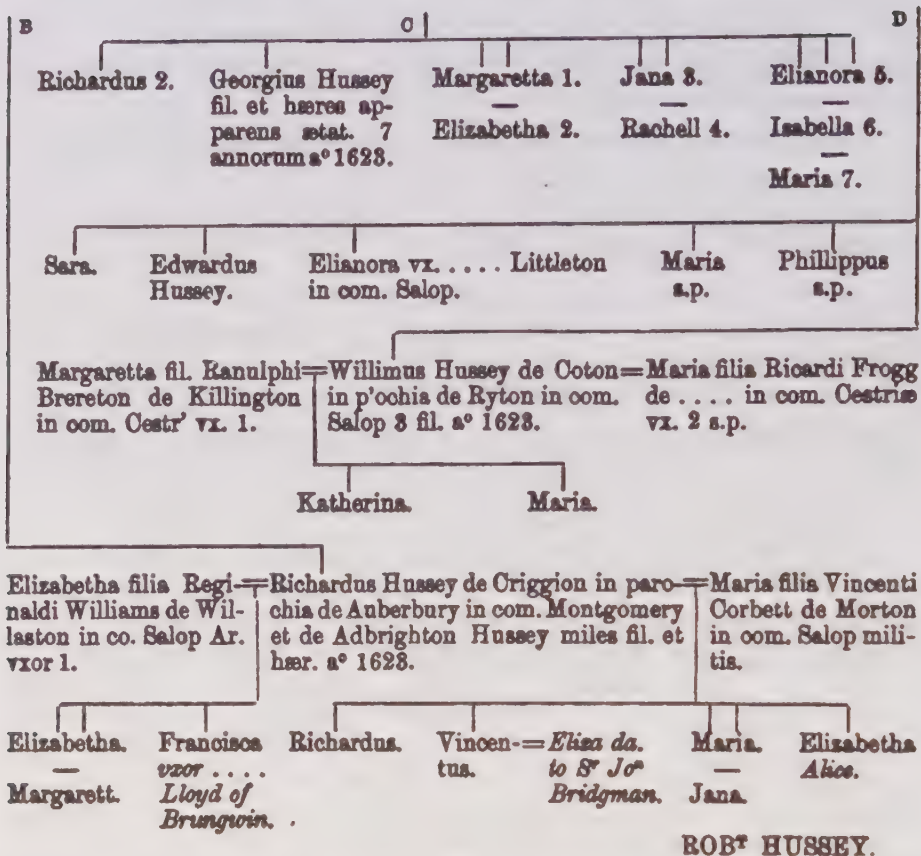 B
C
D
Richardus 2.
Georgius Hussey
fil. et hæres ap-
parens ætat. 7
annorum aº 1623.
Margaretta 1.
—
Elizabetha 2.
Jana 3.
—
Rachell 4.
Elianora 5.
—
Isabella 6.
—
Maria 7.
Sara.
Edwardus
Hussey.
Elianora vx. . . . . . Littleton
in com. Salop.
Maria
s.p.
Phillippus
s.p.
Margaretta fil. Ranulphi
Brereton de Killington
in com. Cestr' vx. 1.
=
Willimus Hussey de Coton
in p'ochia de Ryton in com.
Salop 3 fil. aº 1623.
=
Maria filia Ricardi Frogg
de . . . . in com. Cestriæ
vx. 2 s.p.
Katherina.
Maria.
Elizabetha filia Regi-
naldi Williams de Wil-
laston in co. Salop Ar.
vxor 1.
=
Richardus Hussey de Criggion in paro-
chia de Auberbury in com. Montgomery
et de Adbrighton Hussey miles fil. et
hær. aº 1623.
=
Maria filia Vincenti
Corbett de Morton
in com. Salop mili-
tis.
Elizabetha.
—
Margarett.
Francisca
vxor . . . .
Lloyd of
Brungwin.
Richardus.
Vincen-
tus.
=
Eliza da.
to Sʳ Joⁿ
Bridgman.
Maria.
—
Jana.
Elizabetha
Alice.
ROBᵀ HUSSEY.